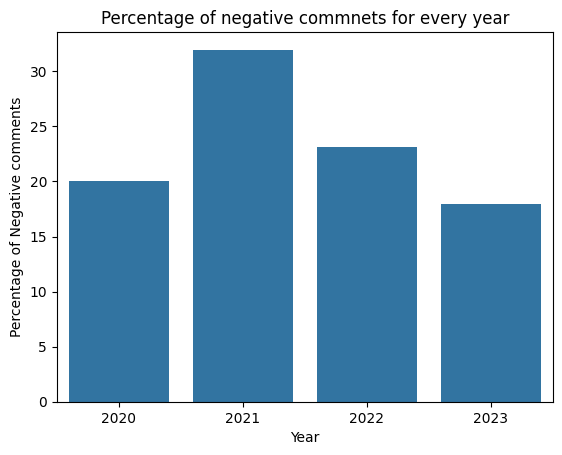 Percentage of negative commnets for every year
Percentage of Negative comments
30
25
20
15
10
5
0
2020 2021 2022 2023
Year